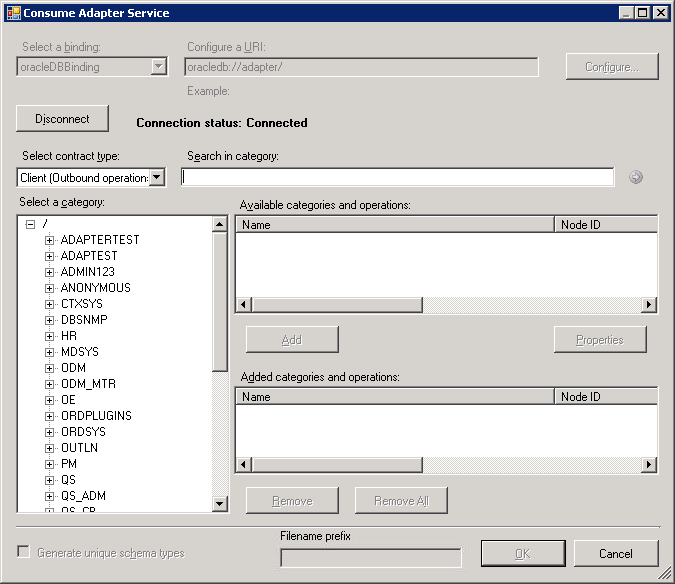 Consume Adapter Service
Select a binding:
Configure a URI:
oracleDBBinding
oracledb://adapter/
Configure...
Example:
Disconnect
Connection status: Connected
Select contract type:
Search in category:
Client (Outbound operation:
Select a category:
Available categories and operations:
/
Name
Node ID
ADAPTERTEST
ADAPTEST
ADMIN123
ANONYMOUS
CTXSYS
DBSNMP
HR
MDSYS
ODM
ODM_MTR
OE
ORDPLUGINS
ORDSYS
OUTLN
PM
QS
QS_ADM
QS_CB
Add
Properties
Added categories and operations:
Name
Node ID
Remove
Remove All
Generate unique schema types
Filename prefix
OK
Cancel